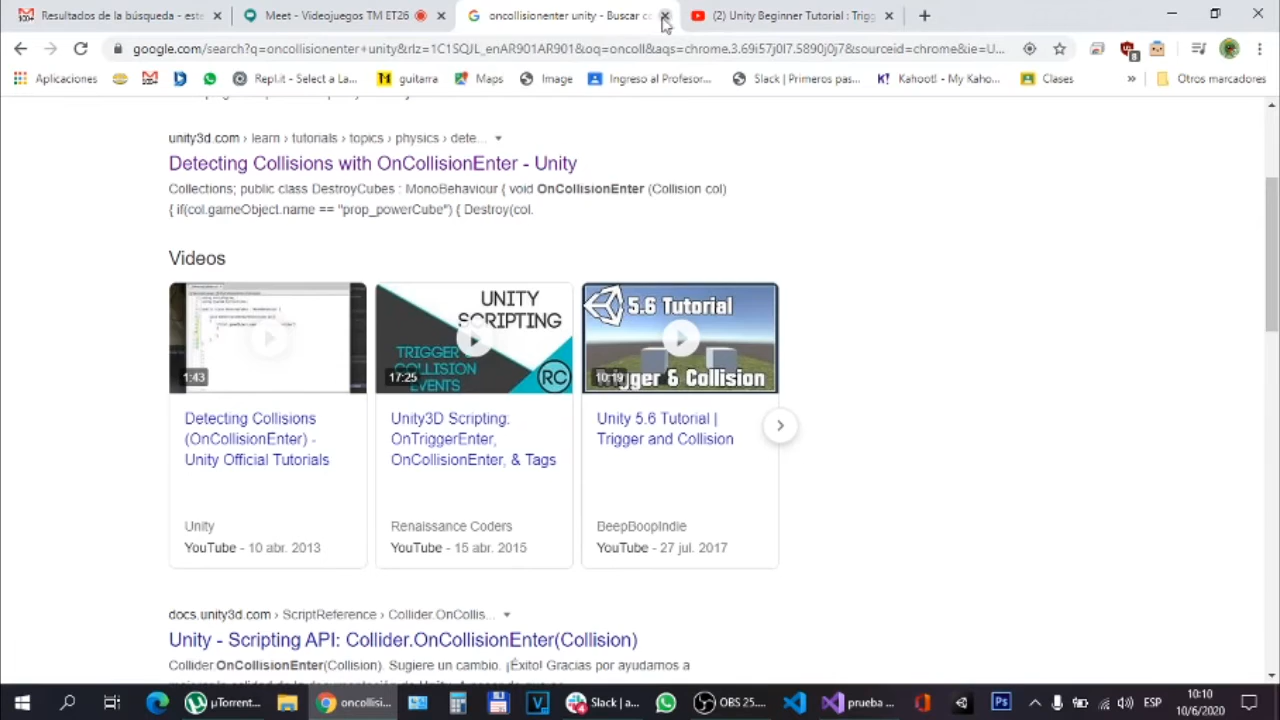 Resultados de la búsqueda - este
Meet - Videojuegos TM ET26
oncollisionenter unity - Buscar co
(2) Unity Beginner Tutorial : Trigg
google.com/search?q=oncollisionenter+unity&rlz=1C1SQJL_enAR901AR901&oq=oncoll&aqs=chrome.3.69i57j0l7.5890j0j7&sourceid=chrome&ie=U...
8
Aplicaciones
Repl.it - Select a La...
guitarra
Maps
Image
Ingreso al Profesor...
Slack | Primeros pas...
Kahoot! - My Kaho...
Clases
»
Otros marcadores
unity3d.com › learn › tutorials › topics › physics › dete...
Detecting Collisions with OnCollisionEnter - Unity
Collections; public class DestroyCubes : MonoBehaviour { void OnCollisionEnter (Collision col)
{ if(col.gameObject.name == "prop_powerCube") { Destroy(col.
Videos
1:43
UNITY
SCRIPTING
TRIGGER
COLLISION
EVENTS
RC
17:25
5.6 Tutorial
Trigger & Collision
Detecting Collisions
(OnCollisionEnter) -
Unity Official Tutorials
Unity
YouTube - 10 abr. 2013
Unity3D Scripting:
OnTriggerEnter,
OnCollisionEnter, & Tags
Renaissance Coders
YouTube - 15 abr. 2015
Unity 5.6 Tutorial |
Trigger and Collision
BeepBoopIndie
YouTube - 27 jul. 2017
docs.unity3d.com › ScriptReference › Collider.OnCollis...
Unity - Scripting API: Collider.OnCollisionEnter(Collision)
Collider OnCollisionEnter(Collision). Sugiere un cambio. ¡Éxito! Gracias por ayudarnos a
µTorrent...
oncollisi...
Slack | a...
OBS 25....
prueba ...
ESP
10:10
10/6/2020